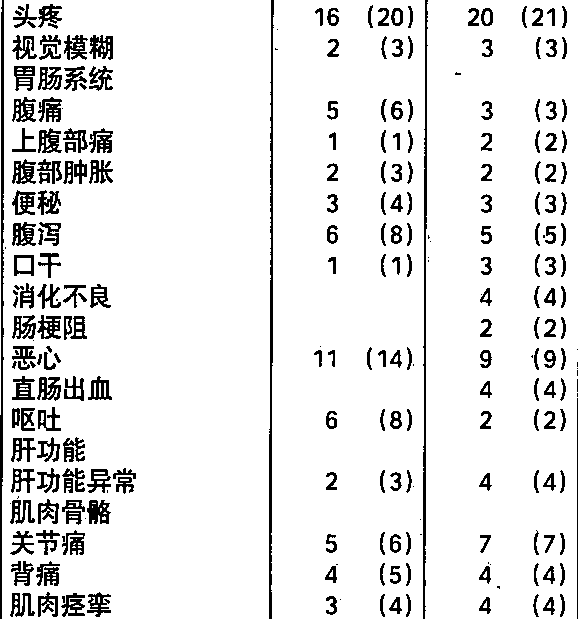 头疼 16 (20) 20 (21)
视觉模糊 2 (3) 3 (3)
胃肠系统
腹痛 5 (6) 3 (3)
上腹部痛 1 (1) 2 (2)
腹部肿胀 2 (3) 2 (2)
便秘 3 (4) 3 (3)
腹泻 6 (8) 5 (5)
口干 1 (1) 3 (3)
消化不良 4 (4)
肠梗阻 2 (2)
恶心 11 (14) 9 (9)
直肠出血 4 (4)
呕吐 6 (8) 2 (2)
肝功能
肝功能异常 2 (3) 4 (4)
肌肉骨骼
关节痛 5 (6) 7 (7)
背痛 4 (5) 4 (4)
肌肉痉挛 3 (4) 4 (4)